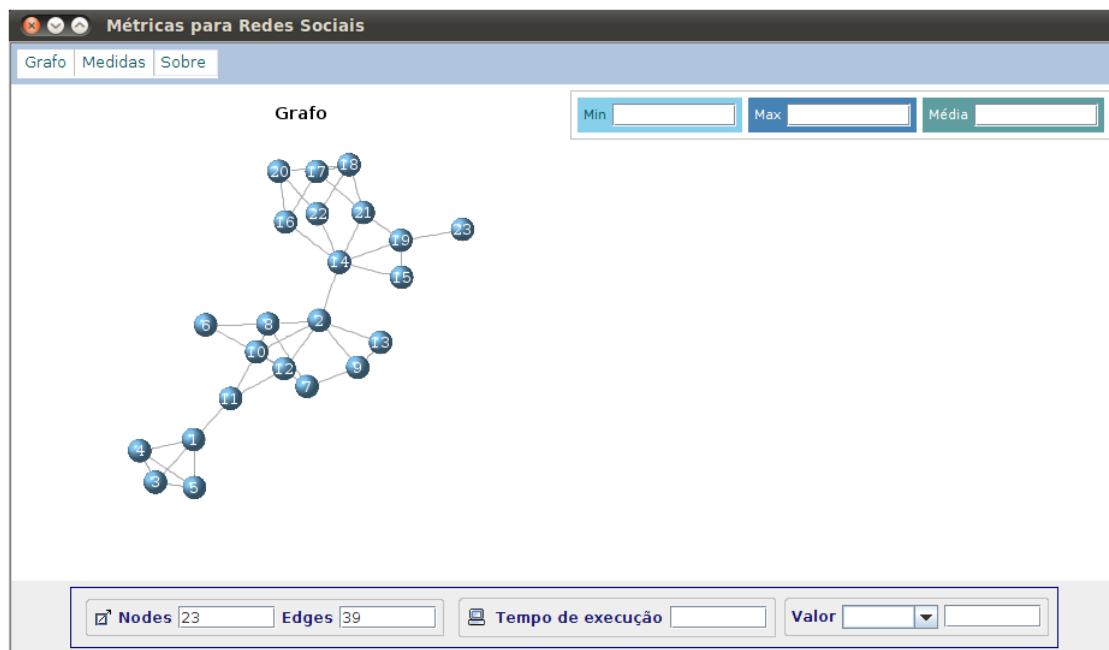 Métricas para Redes Sociais
Grafo Medidas Sobre
Grafo
Min Max Média
20 17 18
16 22 21
19 23
14
15
6 8 2
13
10
12 9
7
11
1
4
3 5
Nodes 23 Edges 39 Tempo de execução Valor